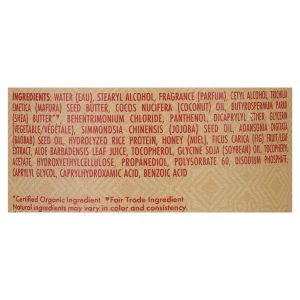 INGREDIENTS: WATER (EAU), STEARYL ALCOHOL, FRAGRANCE (PARFUM), CETYL ALCOHOL, TRICHILIA
EMETICA (MAFURA) SEED BUTTER, COCOS NUCIFERA (COCONUT) OIL, BUTYROSPERMUM PARKII
(SHEA) BUTTER*♥, BEHENTRIMONIUM CHLORIDE, PANTHENOL, DICAPRYLYL ETHER, GLYCERIN
(VEGETABLE/VÉGÉTALE), SIMMONDSIA CHINENSIS (JOJOBA) SEED OIL, ADANSONIA DIGITATA
(BAOBAB) SEED OIL, HYDROLYZED RICE PROTEIN, HONEY (MIEL), FICUS CARICA (FIG) FRUIT/LEAF
EXTRACT, ALOE BARBADENSIS LEAF JUICE, TOCOPHEROL, GLYCINE SOJA (SOYBEAN) OIL, TOCOPHERYL
ACETATE, HYDROXYETHYLCELLULOSE, PROPANEDIOL, POLYSORBATE 60, DISODIUM PHOSPHATE,
CAPRYLYL GLYCOL, CAPRYLHYDROXAMIC ACID, BENZOIC ACID
*Certified Organic Ingredient ♥Fair Trade Ingredient
Natural ingredients may vary in color and consistency.